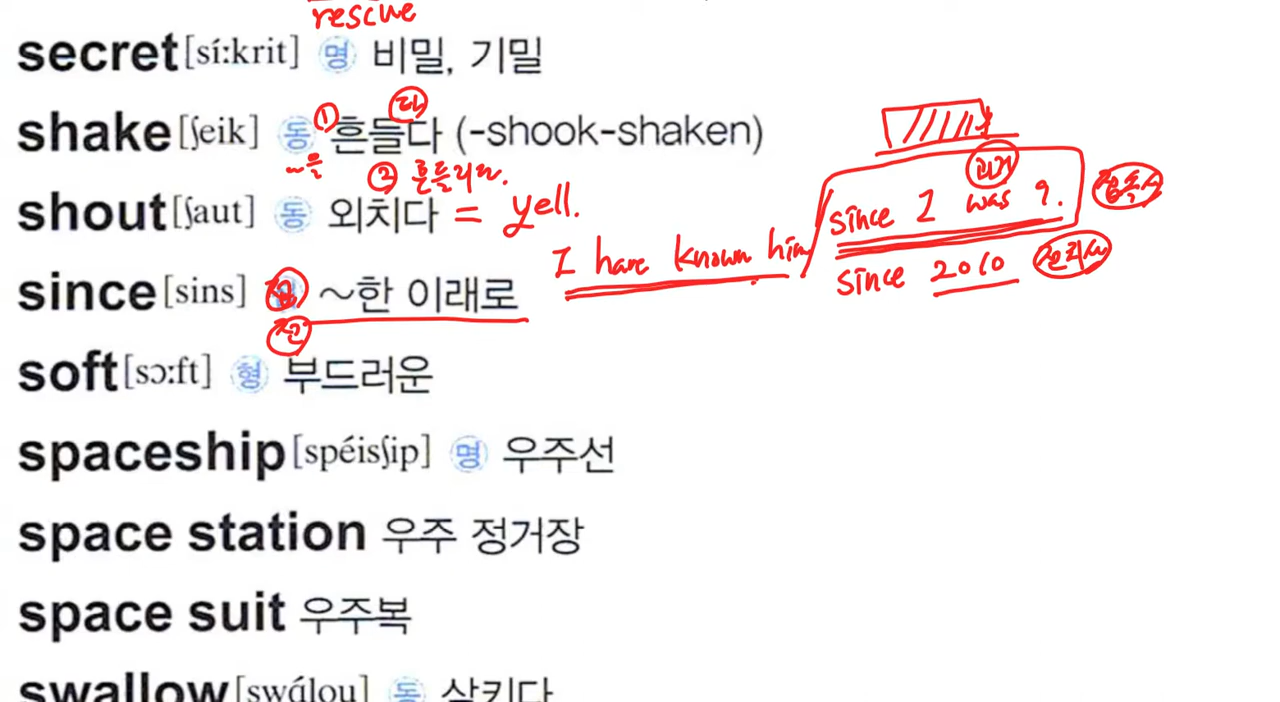 rescue
secret[síːkrit] 명 비밀, 기밀
shake[ʃeik] 동 ① 흔들다 (-shook-shaken)
타
~을 ② 흔들리다.
shout[ʃaut] 동 외치다 = yell.
과거
I have known him since I was 9. 접속사
since 2010 전치사
since[sins] 접 ~한 이래로
전
soft[sɔːft] 형 부드러운
spaceship[spéisʃip] 명 우주선
space station 우주 정거장
space suit 우주복
swallow[swálou] 동 삼키다